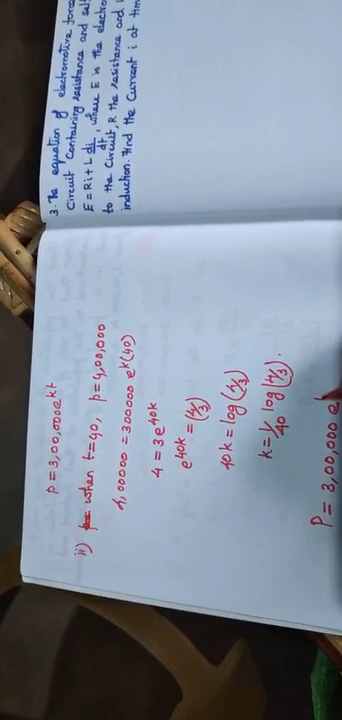 3. The equation of electromotive force
Circuit Containing resistance and sel
E = Ri + L di/dt, where E is the electro
to the Circuit, R the resistance and
induction. Find the Current i at tim
P = 3,00,000e^kt
ii) when t=40, P=4,00,000
4,00000 = 300000 e^k(40)
4 = 3e^40k
e^40k = (4/3)
40k = log(4/3)
k = 1/40 log(4/3).
P = 3,00,000 e